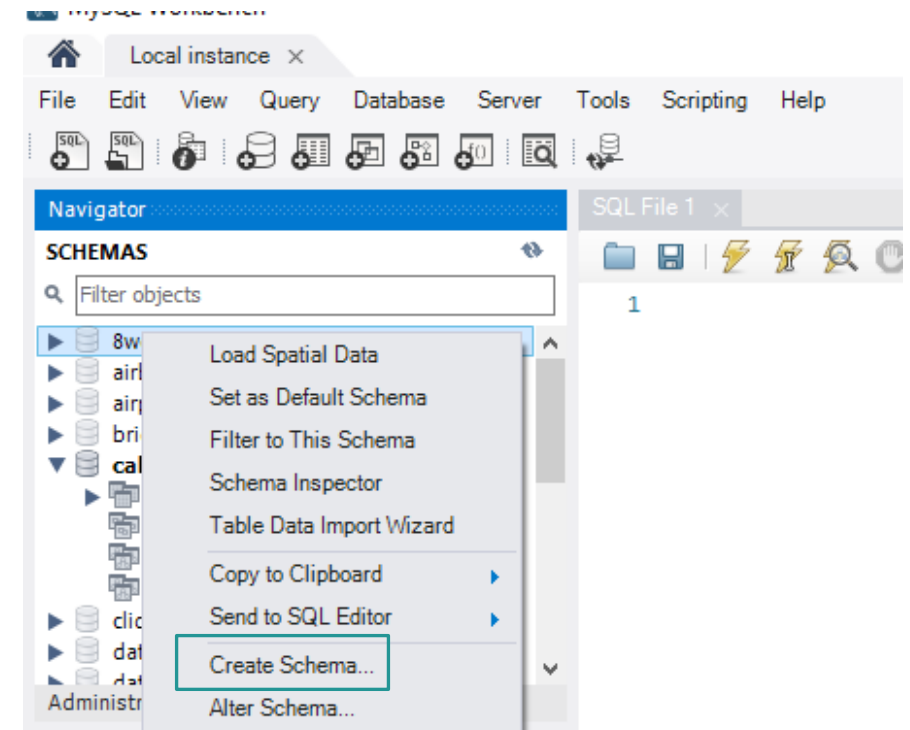 MySQL Workbench
Local instance ×
File Edit View Query Database Server Tools Scripting Help
Navigator
SQL File 1 ×
SCHEMAS
Filter objects
1
Load Spatial Data
Set as Default Schema
Filter to This Schema
Schema Inspector
Table Data Import Wizard
Copy to Clipboard
Send to SQL Editor
Create Schema...
Alter Schema...